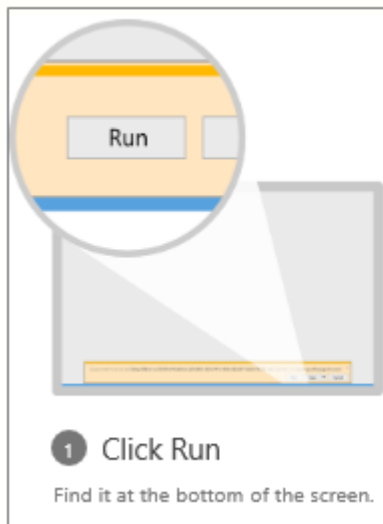 Run
1 Click Run
Find it at the bottom of the screen.